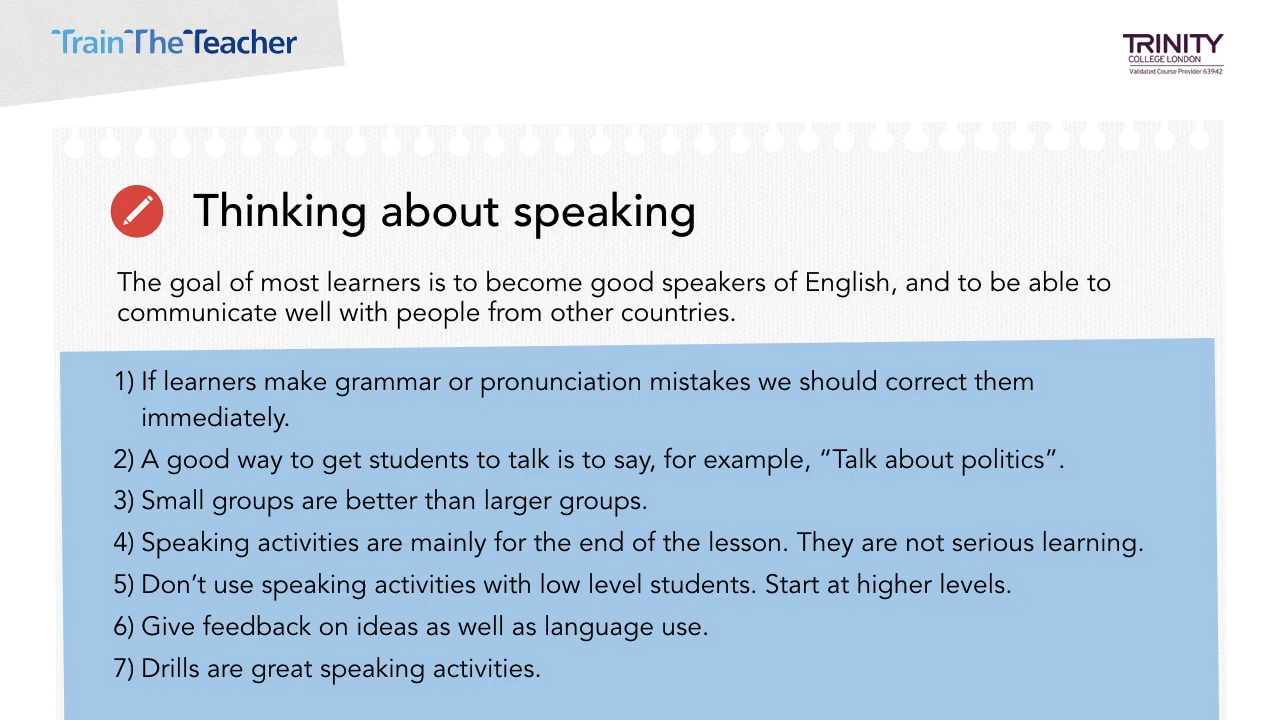 TrainTheTeacher
TRINITY
COLLEGE LONDON
Validated Course Provider 63942
Thinking about speaking
The goal of most learners is to become good speakers of English, and to be able to
communicate well with people from other countries.
1) If learners make grammar or pronunciation mistakes we should correct them
immediately.
2) A good way to get students to talk is to say, for example, “Talk about politics”.
3) Small groups are better than larger groups.
4) Speaking activities are mainly for the end of the lesson. They are not serious learning.
5) Don’t use speaking activities with low level students. Start at higher levels.
6) Give feedback on ideas as well as language use.
7) Drills are great speaking activities.